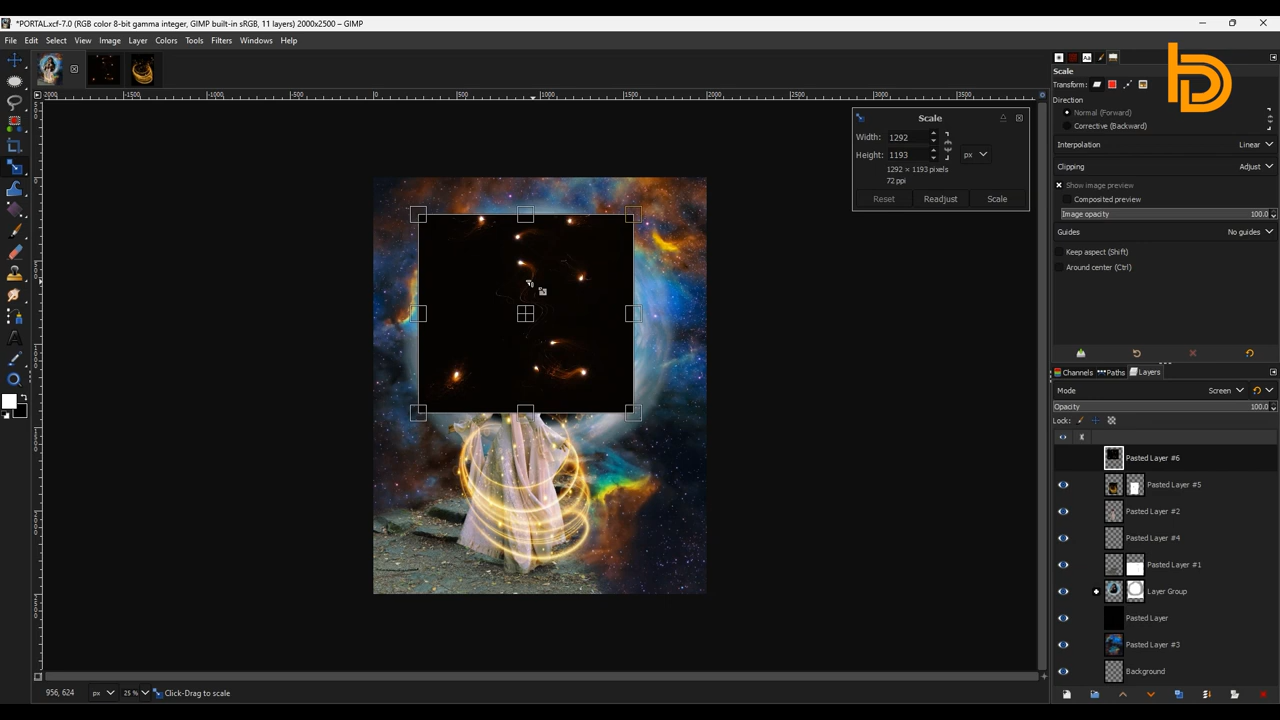 *PORTAL.xcf-7.0 (RGB color 8-bit gamma integer, GIMP built-in sRGB, 11 layers) 2000x2500 – GIMP
File Edit Select View Image Layer Colors Tools Filters Windows Help
Scale
Transform:
Direction
Normal (Forward)
Corrective (Backward)
Interpolation Linear
Clipping Adjust
Show image preview
Composited preview
Image opacity 100.0
Guides No guides
Keep aspect (Shift)
Around center (Ctrl)
Scale
Width: 1292
Height: 1193 px
1292 × 1193 pixels
72 ppi
Reset Readjust Scale
Channels Paths Layers
Mode Screen
Opacity 100.0
Lock:
Pasted Layer #6
Pasted Layer #5
Pasted Layer #2
Pasted Layer #4
Pasted Layer #1
Layer Group
Pasted Layer
Pasted Layer #3
Background
956, 624 px 25 % Click-Drag to scale